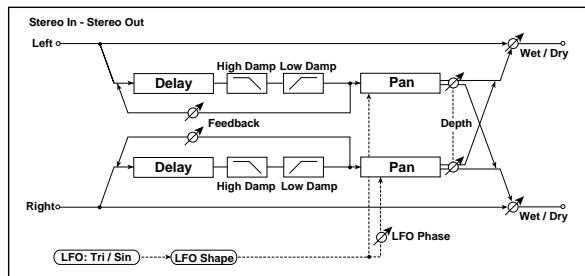 Stereo In - Stereo Out
Left
Wet / Dry
High Damp Low Damp
Delay
Pan
Feedback
Depth
Delay
Pan
High Damp Low Damp
Right
Wet / Dry
LFO Phase
LFO: Tri / Sin
LFO Shape